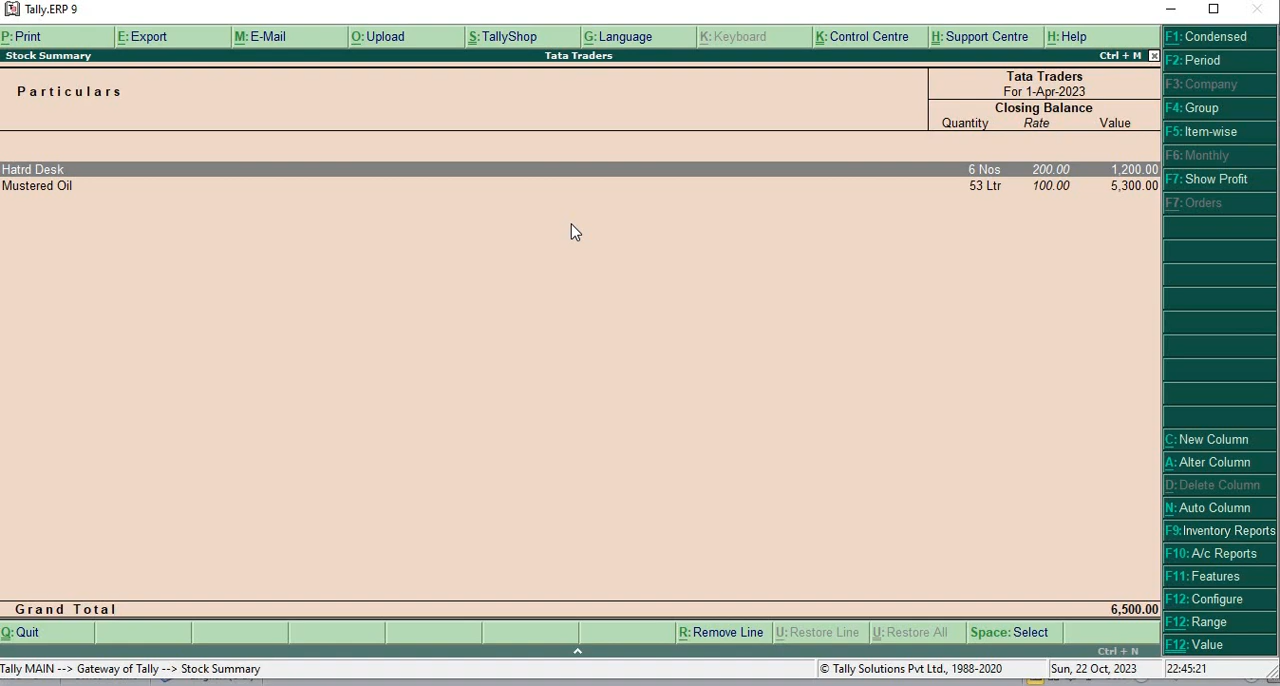 Tally.ERP 9
P: Print E: Export M: E-Mail O: Upload S: TallyShop G: Language K: Keyboard K: Control Centre H: Support Centre H: Help
Stock Summary Tata Traders Ctrl + M
Particulars
Tata Traders
For 1-Apr-2023
Closing Balance
Quantity Rate Value
Hatrd Desk 6 Nos 200.00 1,200.00
Mustered Oil 53 Ltr 100.00 5,300.00
Grand Total 6,500.00
F1: Condensed
F2: Period
F3: Company
F4: Group
F5: Item-wise
F6: Monthly
F7: Show Profit
F7: Orders
C: New Column
A: Alter Column
D: Delete Column
N: Auto Column
F9: Inventory Reports
F10: A/c Reports
F11: Features
F12: Configure
F12: Range
F12: Value
Q: Quit R: Remove Line U: Restore Line U: Restore All Space: Select
Ctrl + N
Tally MAIN --> Gateway of Tally --> Stock Summary © Tally Solutions Pvt Ltd., 1988-2020 Sun, 22 Oct, 2023 22:45:21